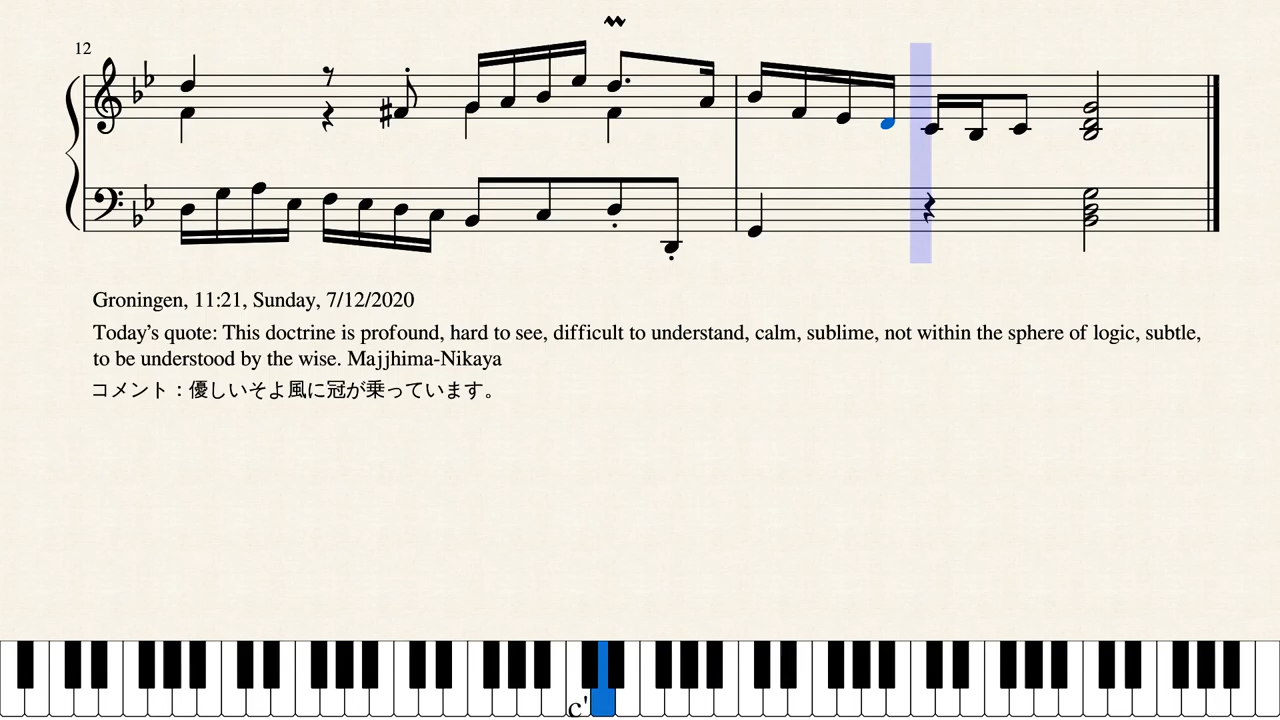 12
Groningen, 11:21, Sunday, 7/12/2020
Today’s quote: This doctrine is profound, hard to see, difficult to understand, calm, sublime, not within the sphere of logic, subtle,
to be understood by the wise. Majjhima-Nikaya
コメント：優しいそよ風に冠が乗っています。
c'